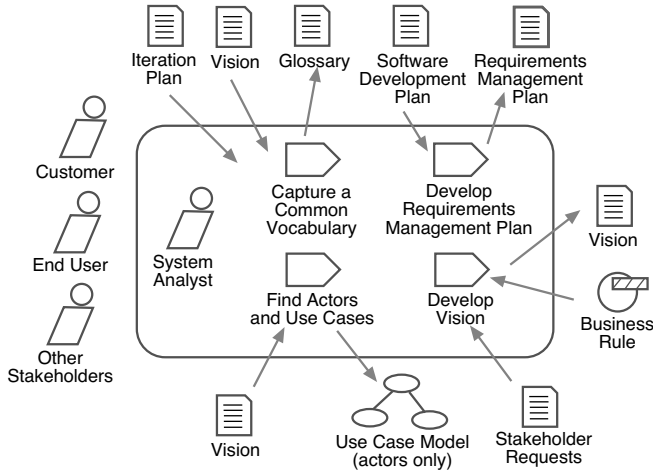 Iteration
Plan
Vision
Glossary
Software
Development
Plan
Requirements
Management
Plan
Customer
End User
Other
Stakeholders
System
Analyst
Capture a
Common
Vocabulary
Develop
Requirements
Management Plan
Find Actors
and Use Cases
Develop
Vision
Vision
Business
Rule
Vision
Use Case Model
(actors only)
Stakeholder
Requests